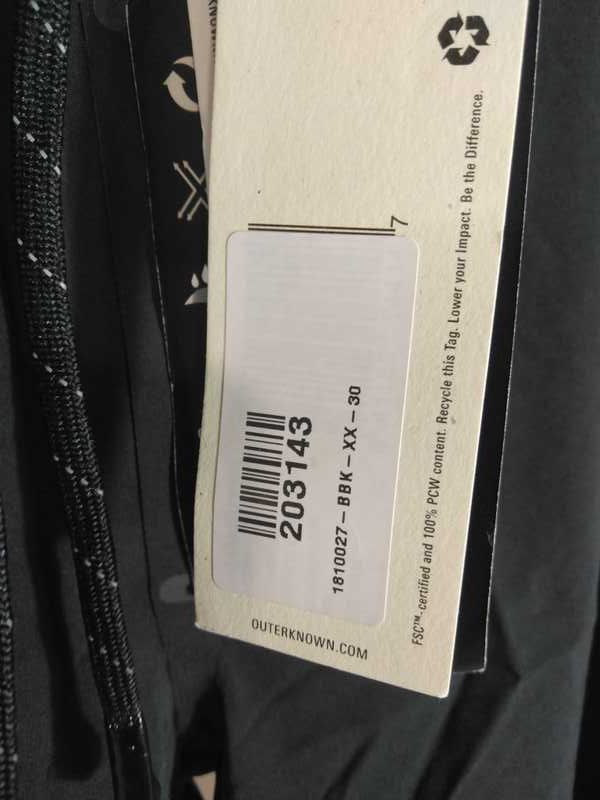 7
203143
1810027-BBK-XX-30
OUTERKNOWN.COM
FSC™-certified and 100% PCW content. Recycle this Tag. Lower your Impact. Be the Difference.